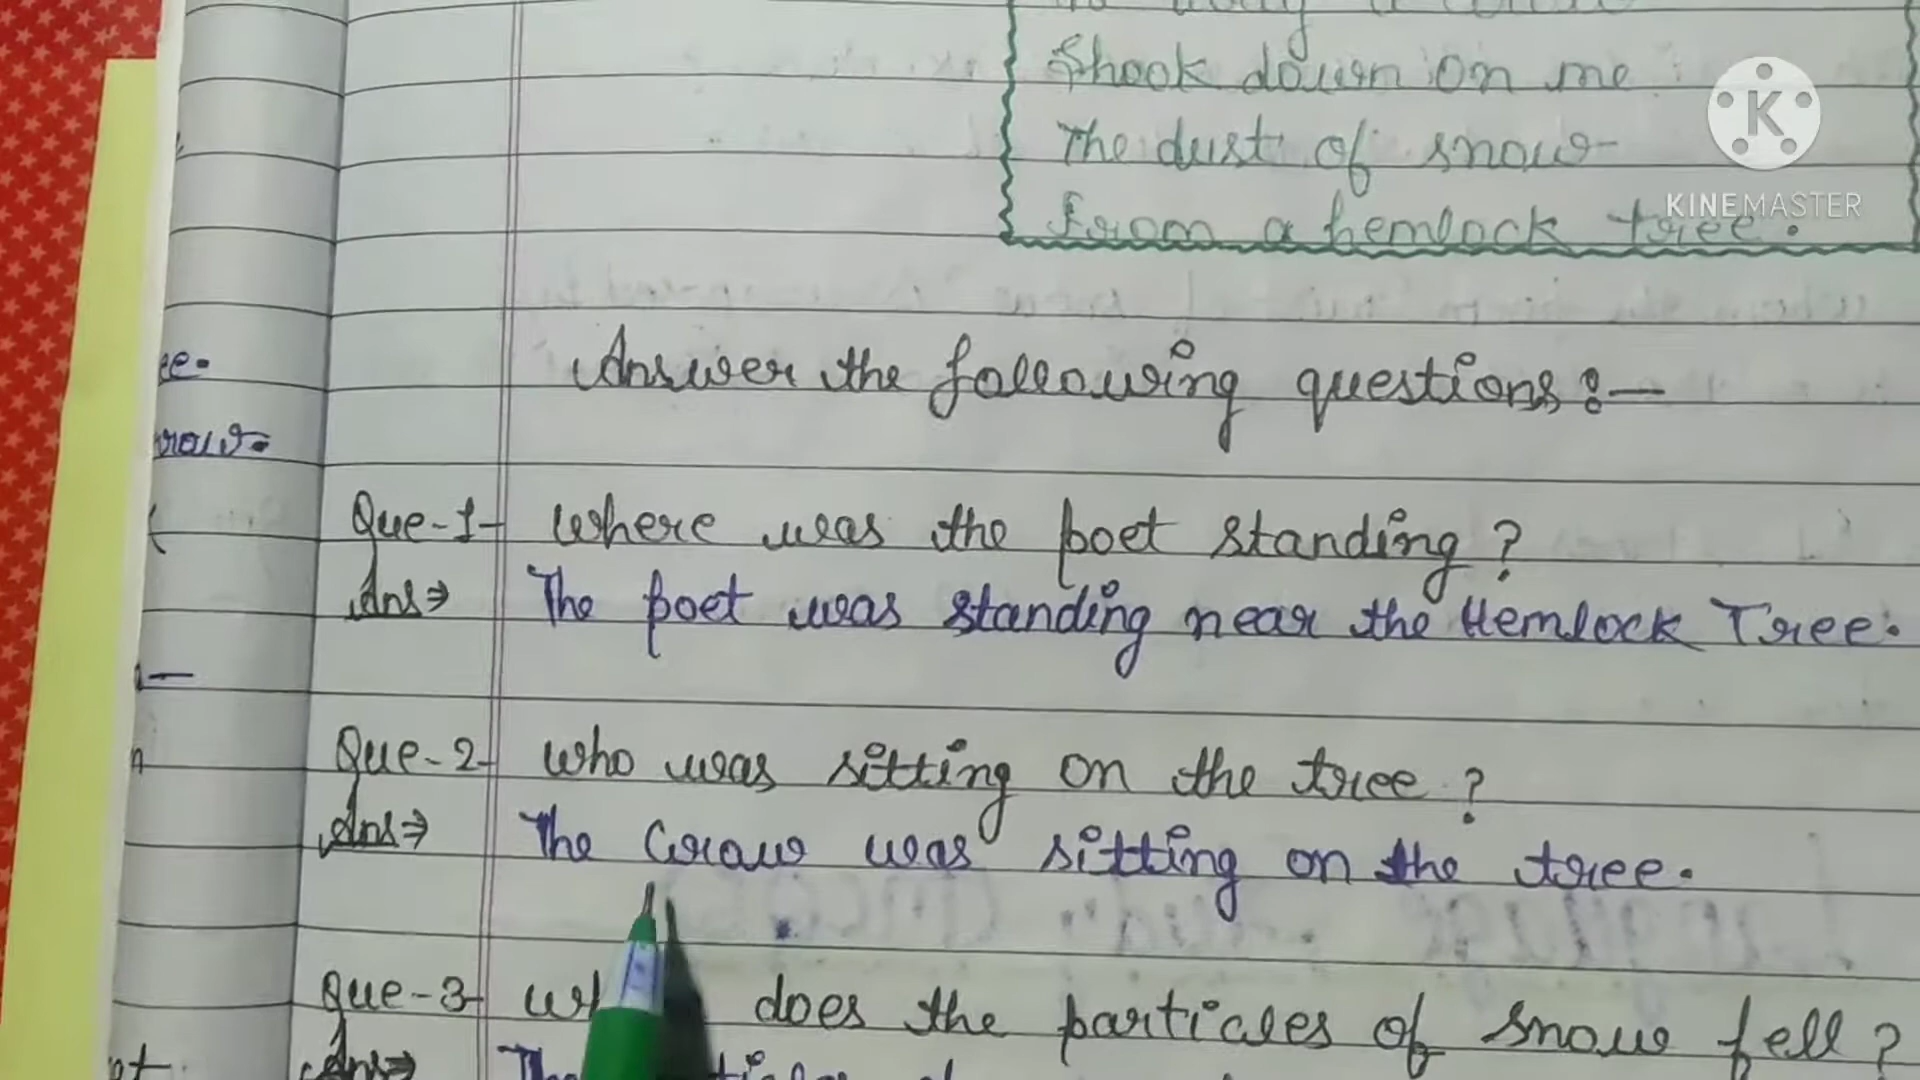 Shook down on me
The dust of snow
From a hemlock tree.
KINEMASTER
Answer the following questions:-
Que-1- Where was the poet standing?
Ans⇒ The poet was standing near the Hemlock Tree.
Que-2- Who was sitting on the tree?
Ans⇒ The Crow was sitting on the tree.
Que-3- does the particles of snow fell?
Ans⇒ The